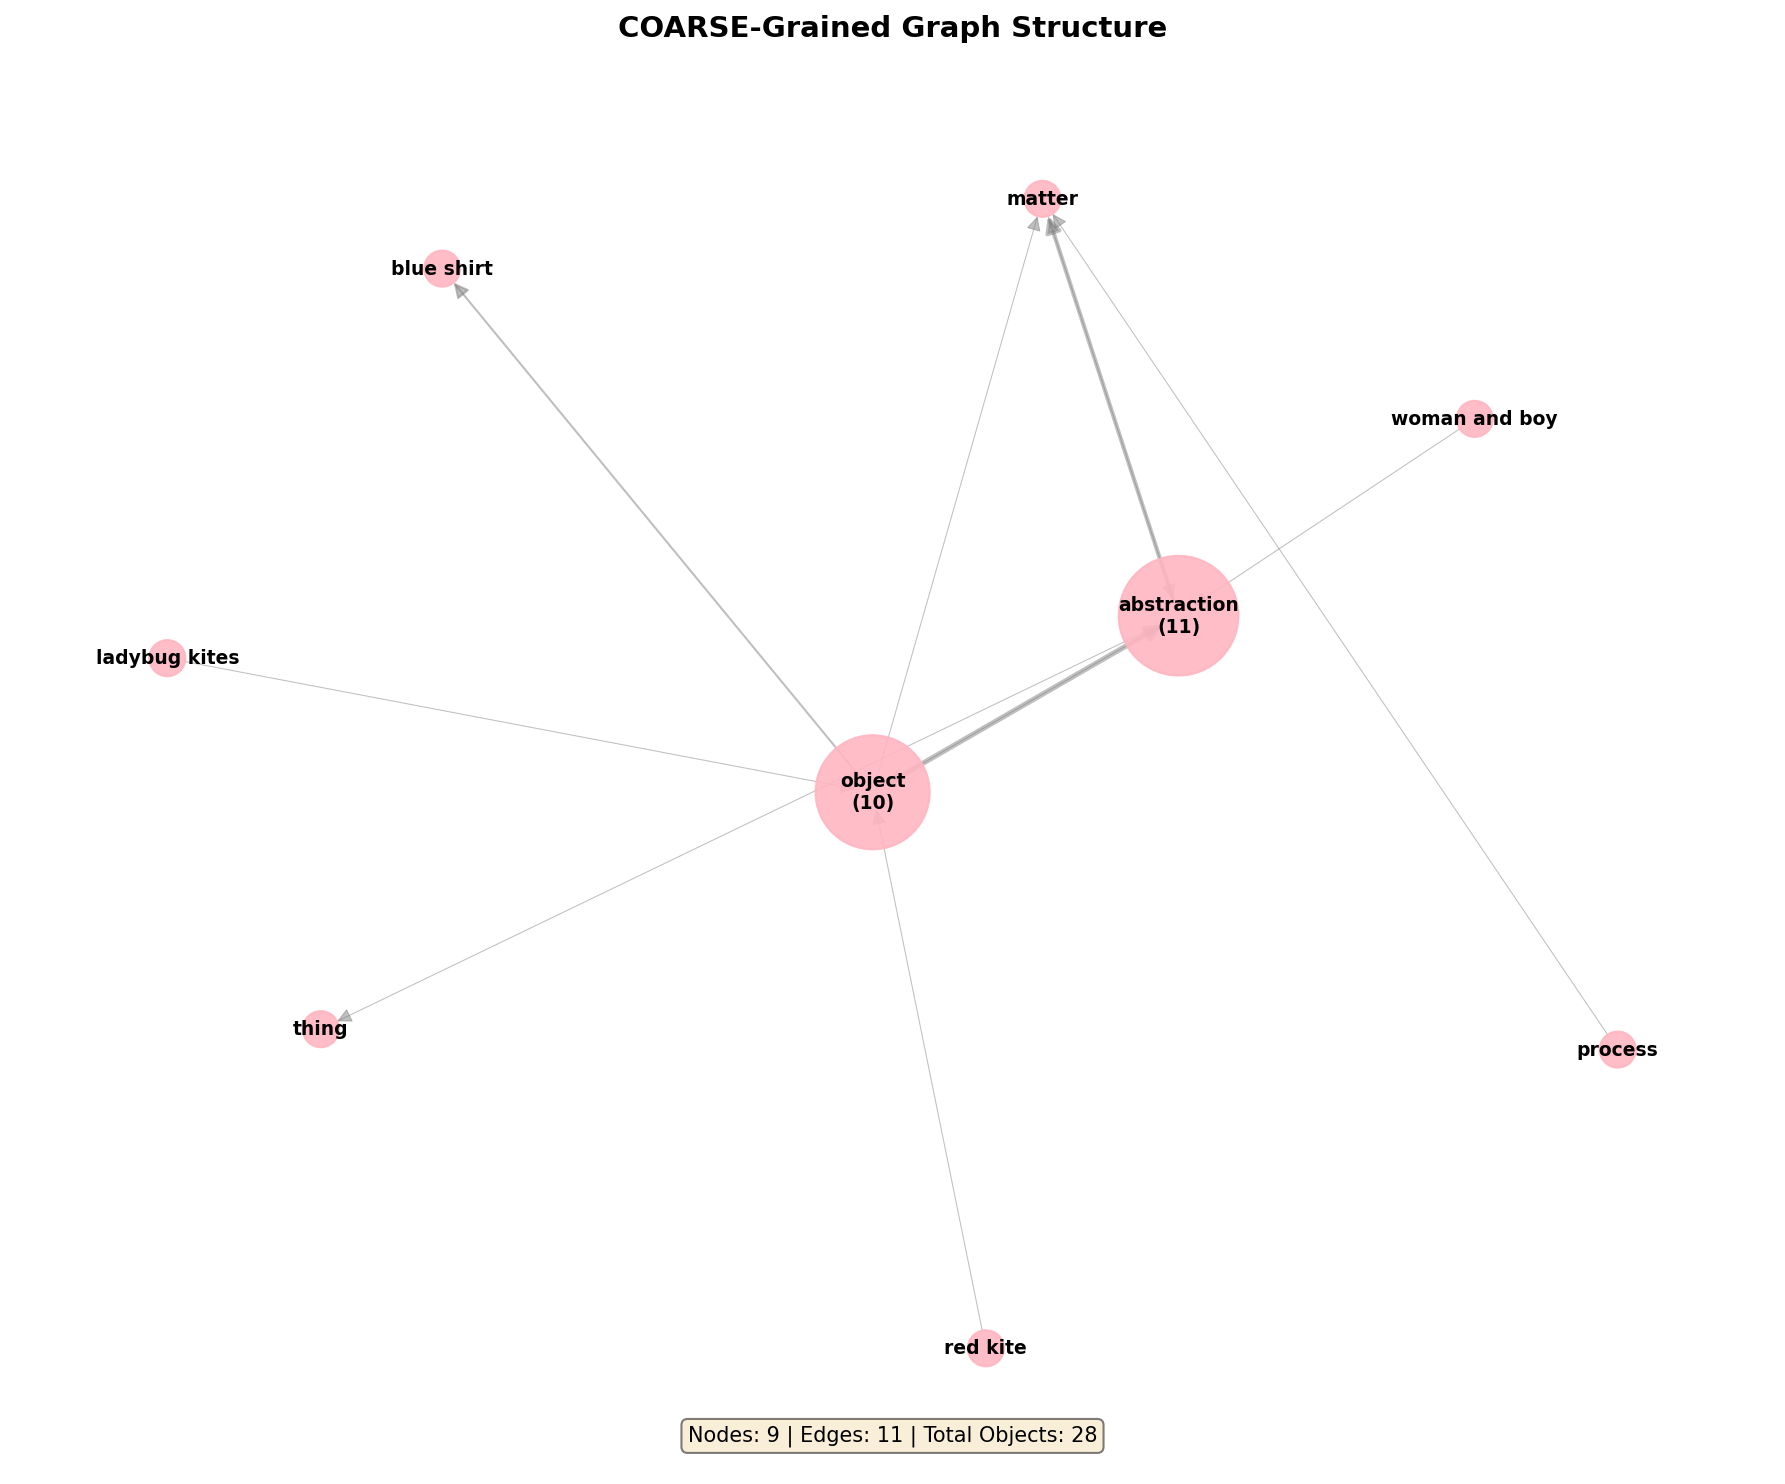 COARSE-Grained Graph Structure
matter
blue shirt
woman and boy
abstraction
(11)
ladybug kites
object
(10)
thing
process
red kite
Nodes: 9 | Edges: 11 | Total Objects: 28